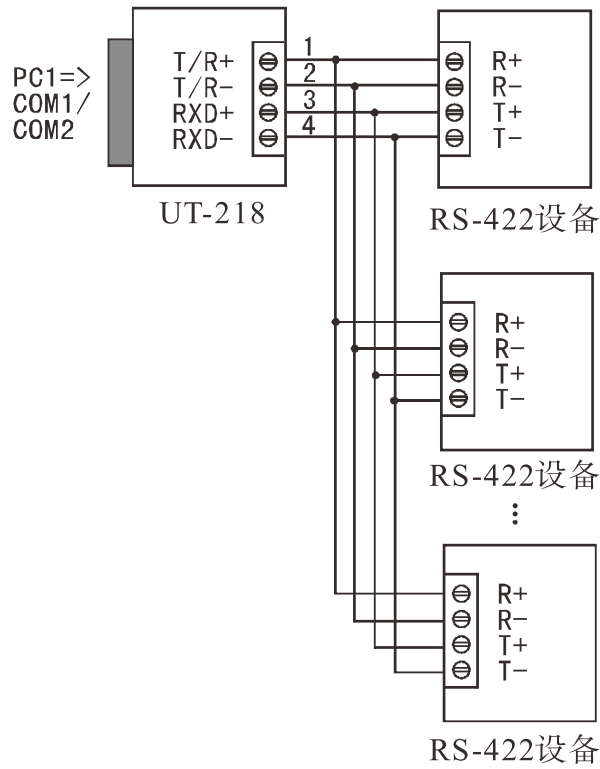 PC1=>
COM1/
COM2
T/R+
T/R-
RXD+
RXD-
1
2
3
4
UT-218
R+
R-
T+
T-
RS-422设备
R+
R-
T+
T-
RS-422设备
⋮
R+
R-
T+
T-
RS-422设备